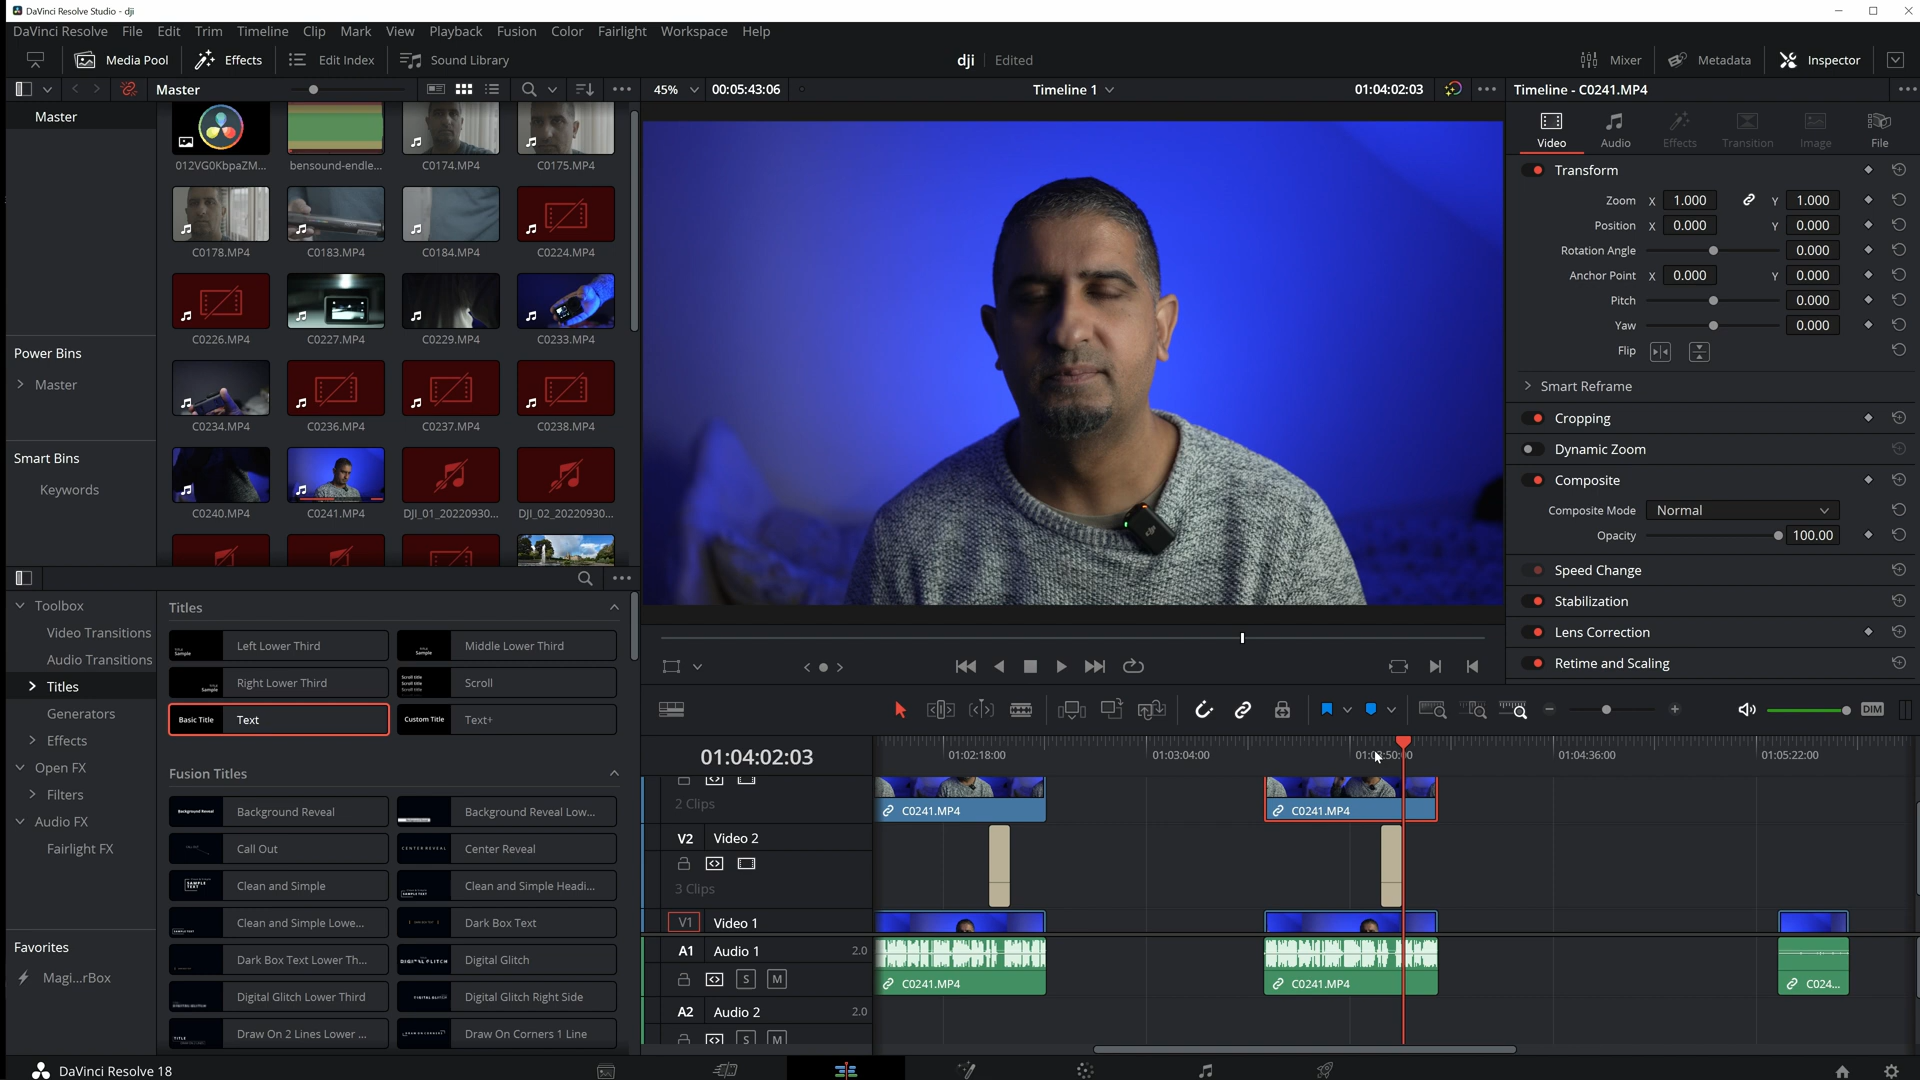 DaVinci Resolve Studio - dji
DaVinci Resolve File Edit Trim Timeline Clip Mark View Playback Fusion Color Fairlight Workspace Help
Media Pool Effects Edit Index Sound Library dji Edited Mixer Metadata Inspector
Master 45% 00:05:43:06 Timeline 1 01:04:02:03 Timeline - C0241.MP4
Master
012VG0KbpaZM... bensound-endle... C0174.MP4 C0175.MP4
C0178.MP4 C0183.MP4 C0184.MP4 C0224.MP4
C0226.MP4 C0227.MP4 C0229.MP4 C0233.MP4
C0234.MP4 C0236.MP4 C0237.MP4 C0238.MP4
C0240.MP4 C0241.MP4 DJI_01_20220930... DJI_02_20220930...
Power Bins
Master
Smart Bins
Keywords
Video Audio Effects Transition Image File
Transform
Zoom X 1.000 Y 1.000
Position X 0.000 Y 0.000
Rotation Angle 0.000
Anchor Point X 0.000 Y 0.000
Pitch 0.000
Yaw 0.000
Flip
Smart Reframe
Cropping
Dynamic Zoom
Composite
Composite Mode Normal
Opacity 100.00
Speed Change
Stabilization
Lens Correction
Retime and Scaling
Toolbox
Video Transitions
Audio Transitions
Titles
Generators
Effects
Open FX
Filters
Audio FX
Fairlight FX
Favorites
Magi...rBox
Titles
Left Lower Third Middle Lower Third
Right Lower Third Scroll
Basic Title Text Custom Title Text+
Fusion Titles
Background Reveal Background Reveal Low...
Call Out CENTER REVEAL Center Reveal
Clean and Simple Clean and Simple Headi...
Clean and Simple Lowe... Dark Box Text
Dark Box Text Lower Th... DIGITAL GLITCH Digital Glitch
Digital Glitch Lower Third Digital Glitch Right Side
Draw On 2 Lines Lower ... Draw On Corners 1 Line
DIM
01:04:02:03 01:02:18:00 01:03:04:00 01:03:50:00 01:04:36:00 01:05:22:00
2 Clips C0241.MP4 C0241.MP4
V2 Video 2
3 Clips
V1 Video 1
A1 Audio 1 2.0
S M C0241.MP4 C0241.MP4 C024...
A2 Audio 2 2.0
S M
DaVinci Resolve 18